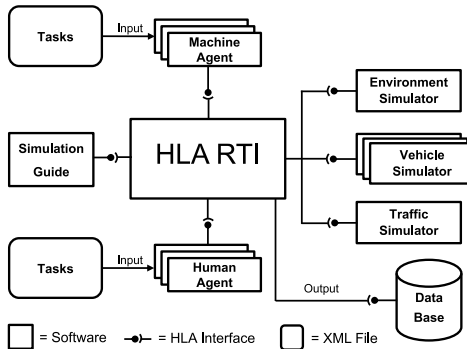 Tasks
Input
Machine
Agent
Environment
Simulator
Simulation
Guide
HLA RTI
Vehicle
Simulator
Traffic
Simulator
Tasks
Input
Human
Agent
Output
Data
Base
= Software
= HLA Interface
= XML File